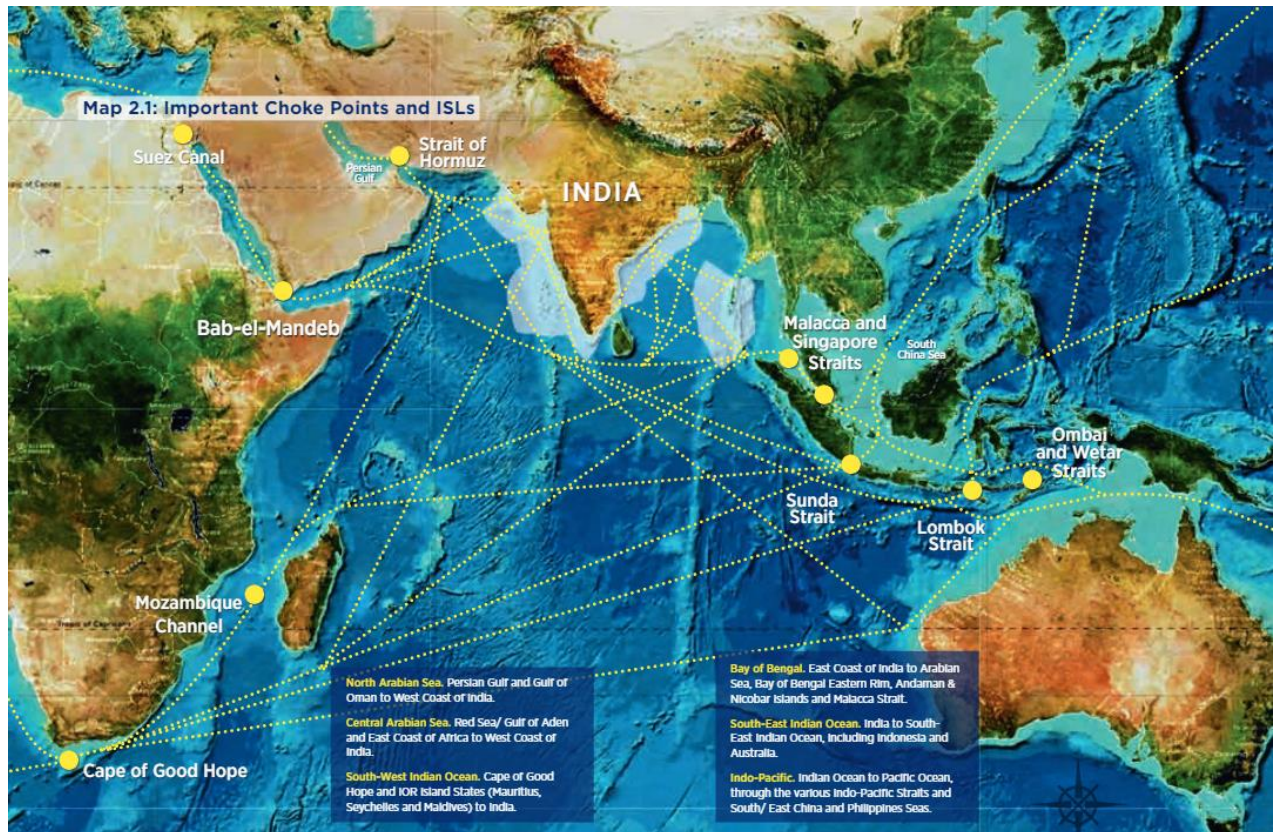 Map 2.1: Important Choke Points and ISLs
Suez Canal
Strait of
Hormuz
Persian
Gulf
INDIA
Bab-el-Mandeb
Malacca and
Singapore
Straits
South
China Sea
Ombai
and Wetar
Straits
Sunda
Strait
Lombok
Strait
Mozambique
Channel
Tropic of Capricorn
Cape of Good Hope
North Arabian Sea. Persian Gulf and Gulf of
Oman to West Coast of India.
Central Arabian Sea. Red Sea/ Gulf of Aden
and East Coast of Africa to West Coast of
India.
South-West Indian Ocean. Cape of Good
Hope and IOR Island States (Mauritius,
Seychelles and Maldives) to India.
Bay of Bengal. East Coast of India to Arabian
Sea, Bay of Bengal Eastern Rim, Andaman &
Nicobar Islands and Malacca Strait.
South-East Indian Ocean. India to South-
East Indian Ocean, including Indonesia and
Australia.
Indo-Pacific. Indian Ocean to Pacific Ocean,
through the various Indo-Pacific Straits and
South/ East China and Philippines Seas.